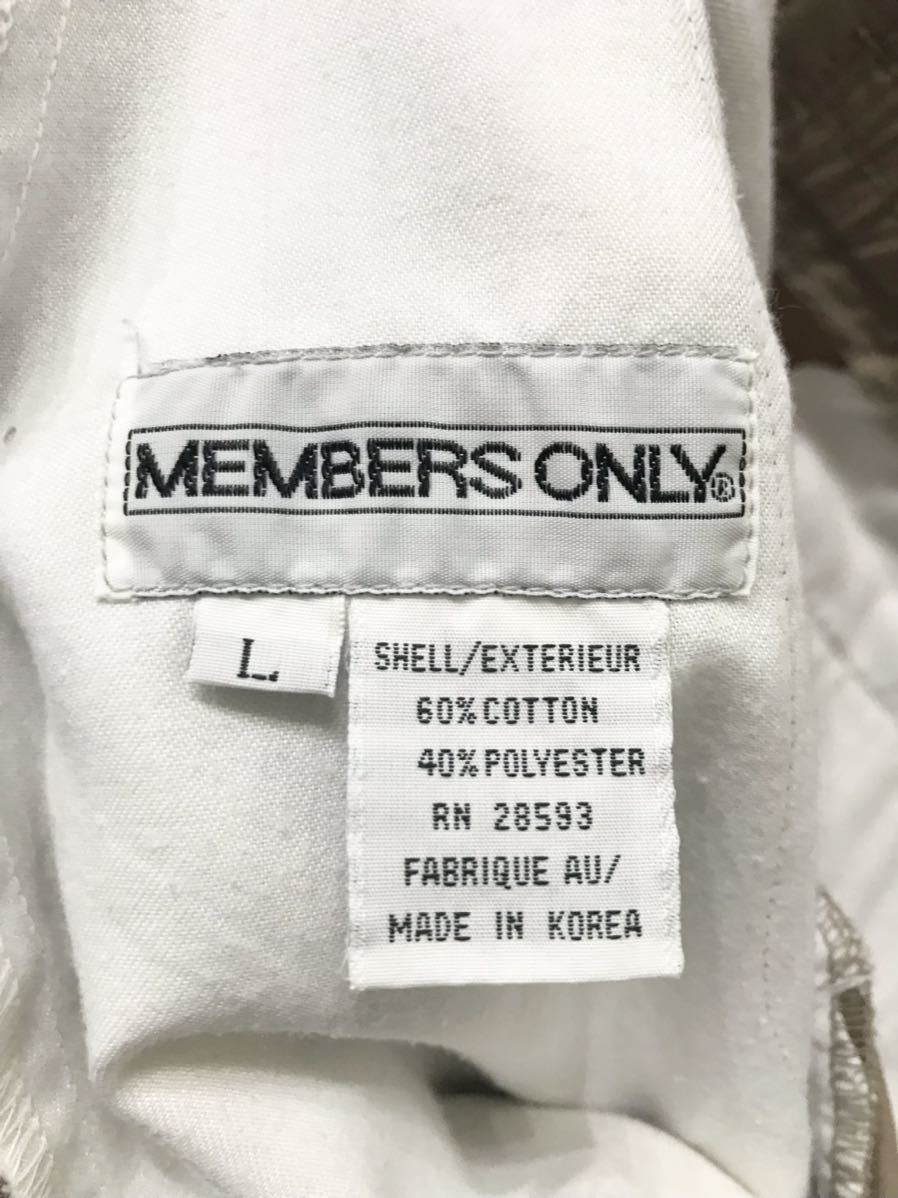 MEMBERS ONLY®
L
SHELL/EXTERIEUR
60% COTTON
40% POLYESTER
RN 28593
FABRIQUE AU/
MADE IN KOREA